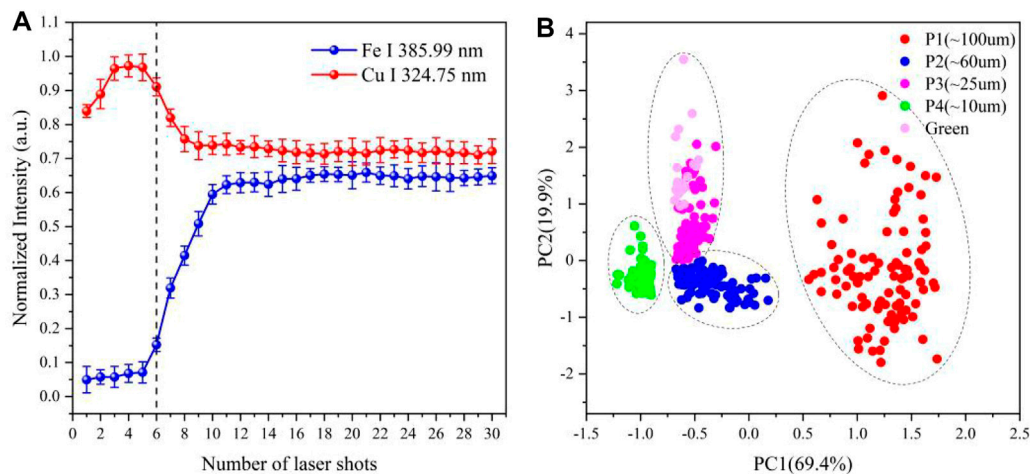 A
Normalized Intensity (a.u.)
1.1
1.0
0.9
0.8
0.7
0.6
0.5
0.4
0.3
0.2
0.1
0.0
Fe I 385.99 nm
Cu I 324.75 nm
0 2 4 6 8 10 12 14 16 18 20 22 24 26 28 30
Number of laser shots
B
PC2(19.9%)
4
3
2
1
0
-1
-2
P1(~100um)
P2(~60um)
P3(~25um)
P4(~10um)
Green
-1.5 -1.0 -0.5 0.0 0.5 1.0 1.5 2.0 2.5
PC1(69.4%)